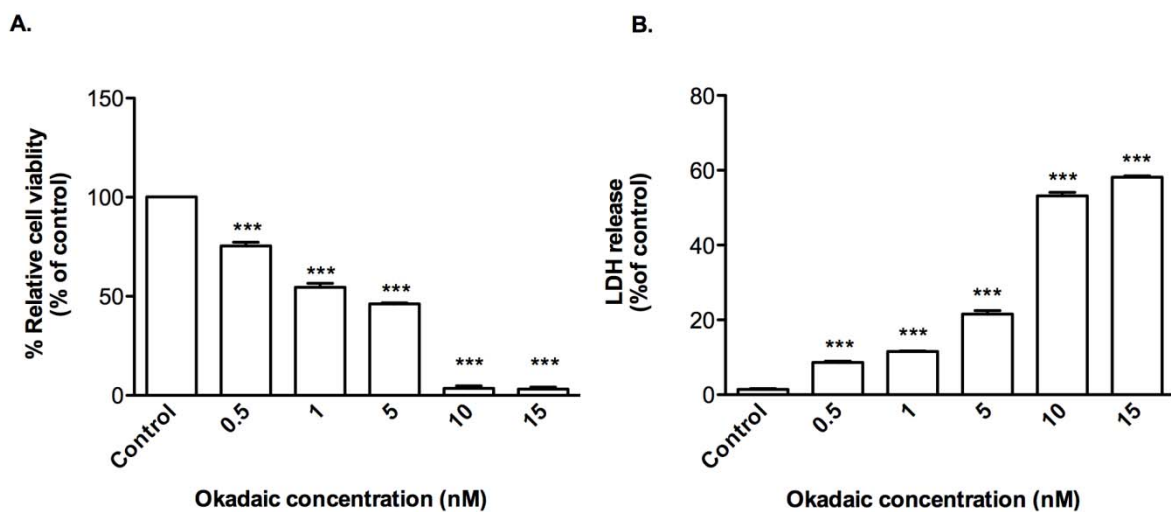 A.
% Relative cell viablity
(% of control)
150
100
50
0
***
***
***
***
***
Control
0.5
1
5
10
15
Okadaic concentration (nM)
B.
LDH release
(%of control)
80
60
40
20
0
***
***
***
***
***
Control
0.5
1
5
10
15
Okadaic concentration (nM)